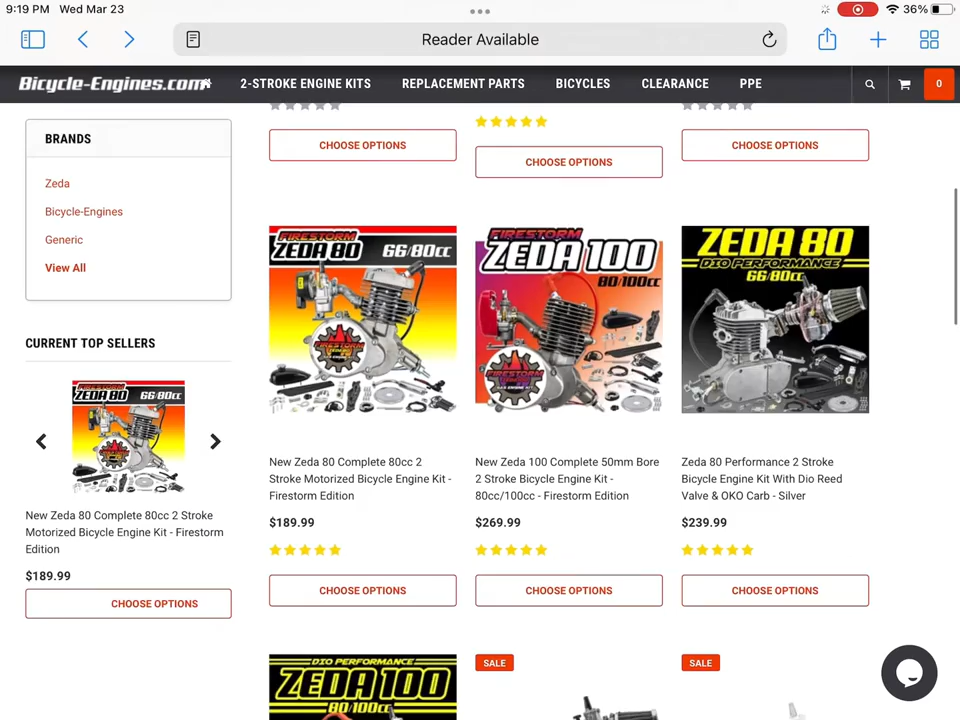 9:19 PM Wed Mar 23
36%
Reader Available
Bicycle-Engines.com
2-STROKE ENGINE KITS
REPLACEMENT PARTS
BICYCLES
CLEARANCE
PPE
0
BRANDS
Zeda
Bicycle-Engines
Generic
View All
CURRENT TOP SELLERS
FIRESTORM
ZEDA 80 66/80cc
New Zeda 80 Complete 80cc 2
Stroke Motorized Bicycle Engine Kit - Firestorm
Edition
$189.99
CHOOSE OPTIONS
CHOOSE OPTIONS
CHOOSE OPTIONS
CHOOSE OPTIONS
FIRESTORM
ZEDA 80 66/80cc
FIRESTORM
New Zeda 80 Complete 80cc 2
Stroke Motorized Bicycle Engine Kit -
Firestorm Edition
$189.99
CHOOSE OPTIONS
FIRESTORM
ZEDA 100
80/100cc
FIRESTORM
New Zeda 100 Complete 50mm Bore
2 Stroke Bicycle Engine Kit -
80cc/100cc - Firestorm Edition
$269.99
CHOOSE OPTIONS
ZEDA 80
DIO PERFORMANCE
66/80cc
Zeda 80 Performance 2 Stroke
Bicycle Engine Kit With Dio Reed
Valve & OKO Carb - Silver
$239.99
CHOOSE OPTIONS
DIO PERFORMANCE
ZEDA 100
80/100cc
SALE
SALE